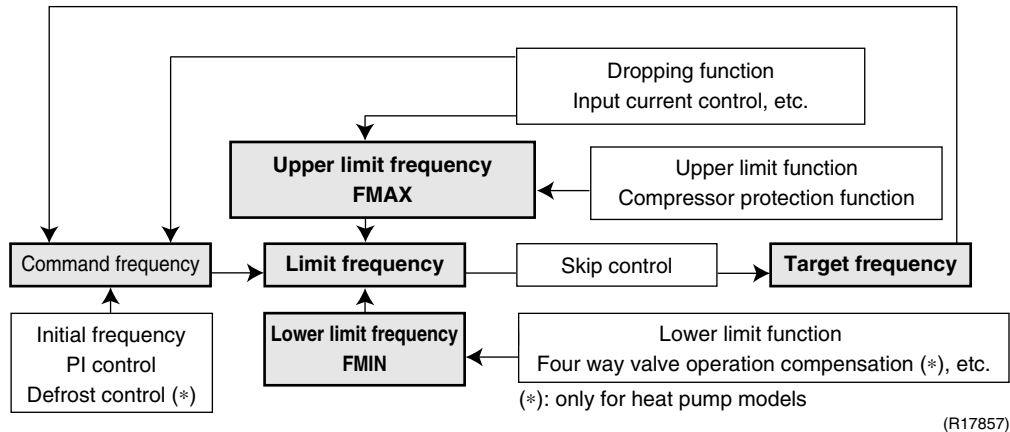 Dropping function
Input current control, etc.
Upper limit frequency
FMAX
Upper limit function
Compressor protection function
Command frequency
Limit frequency
Skip control
Target frequency
Initial frequency
PI control
Defrost control (∗)
Lower limit frequency
FMIN
Lower limit function
Four way valve operation compensation (∗), etc.
(∗): only for heat pump models
(R17857)